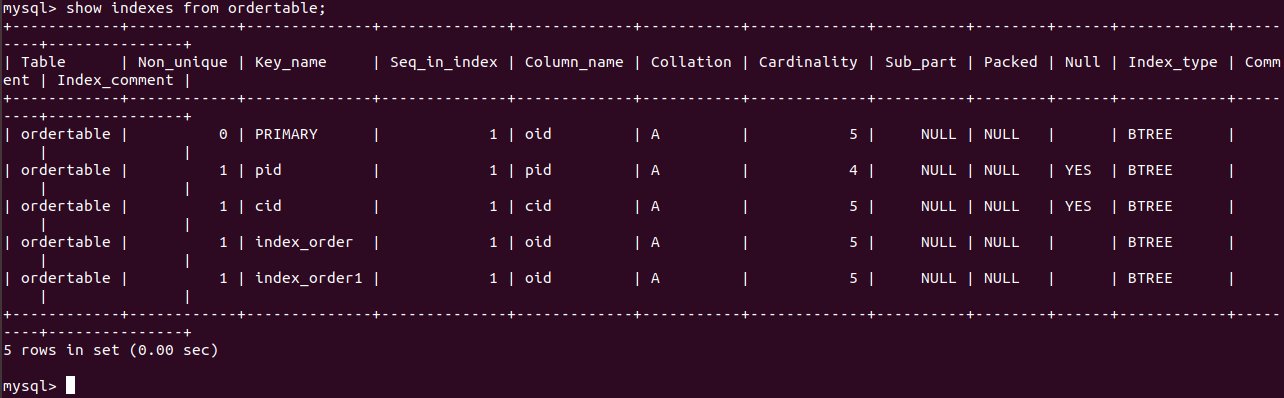 mysql> show indexes from ordertable;
+------------+------------+--------------+--------------+-------------+-----------+-------------+----------+--------+------+------------+-----
----+---------------+
| Table      | Non_unique | Key_name     | Seq_in_index | Column_name | Collation | Cardinality | Sub_part | Packed | Null | Index_type | Comm
ent | Index_comment |
+------------+------------+--------------+--------------+-------------+-----------+-------------+----------+--------+------+------------+-----
----+---------------+
| ordertable |          0 | PRIMARY      |            1 | oid         | A         |           5 |     NULL | NULL   |      | BTREE      |
    |               |
| ordertable |          1 | pid          |            1 | pid         | A         |           4 |     NULL | NULL   | YES  | BTREE      |
    |               |
| ordertable |          1 | cid          |            1 | cid         | A         |           5 |     NULL | NULL   | YES  | BTREE      |
    |               |
| ordertable |          1 | index_order  |            1 | oid         | A         |           5 |     NULL | NULL   |      | BTREE      |
    |               |
| ordertable |          1 | index_order1 |            1 | oid         | A         |           5 |     NULL | NULL   |      | BTREE      |
    |               |
+------------+------------+--------------+--------------+-------------+-----------+-------------+----------+--------+------+------------+-----
----+---------------+
5 rows in set (0.00 sec)
mysql>